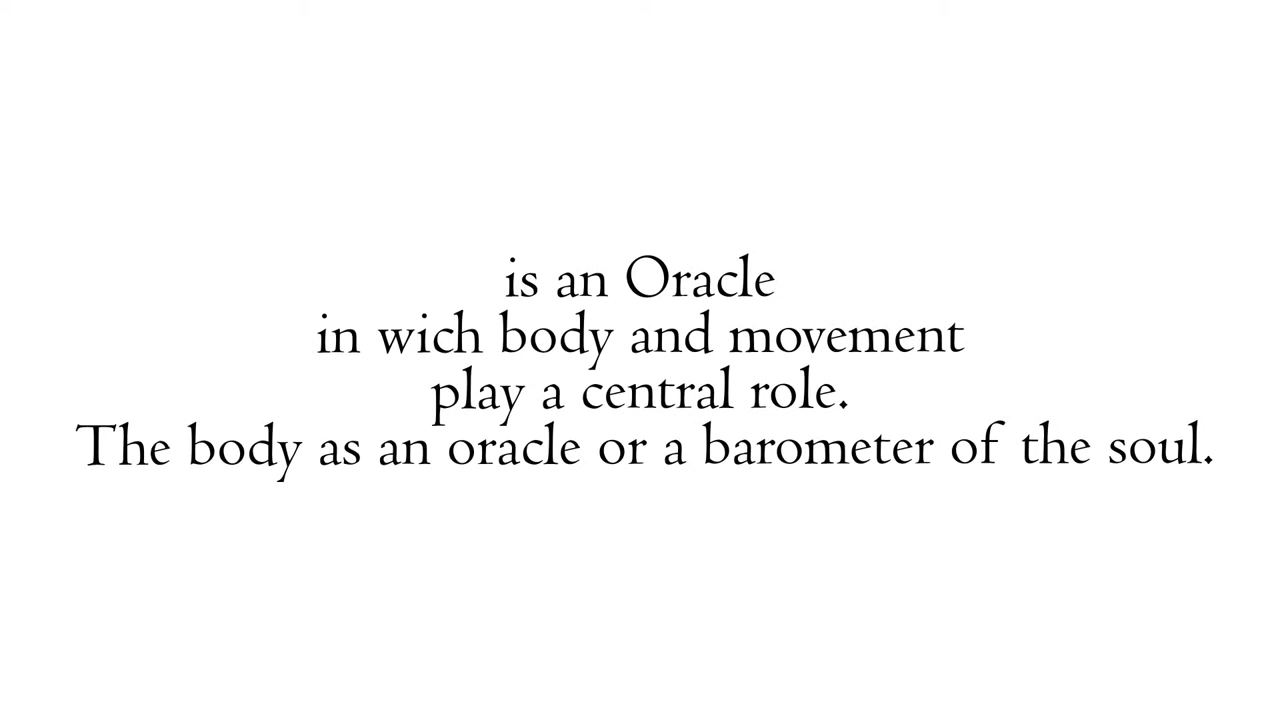 is an Oracle
in wich body and movement
play a central role.
The body as an oracle or a barometer of the soul.